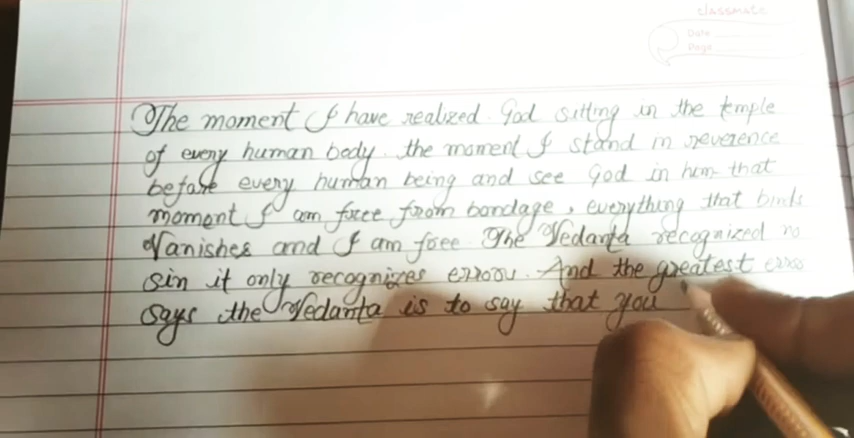 classmate
Date
Page
The moment I have realized God sitting in the temple
of every human body. the moment I stand in reverence
before every human being and see God in him that
moment I am free from bondage, everything that binds
Vanishes and I am free. The Vedanta recognized no
sin it only recognizes error. And the greatest error
says the Vedanta is to say that you